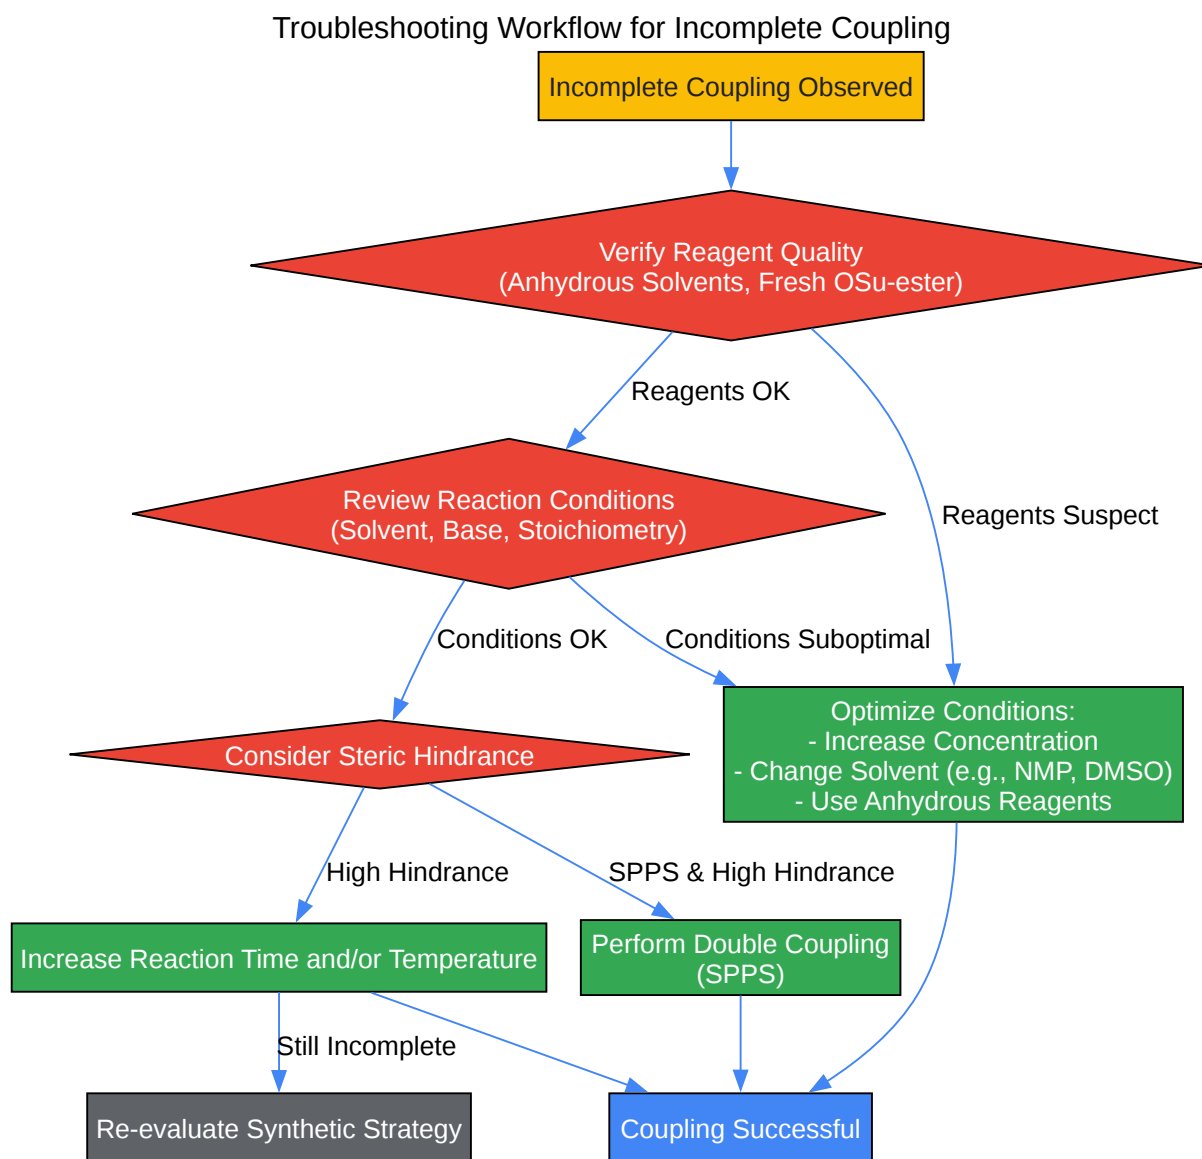 Troubleshooting Workflow for Incomplete Coupling
Incomplete Coupling Observed
Verify Reagent Quality
(Anhydrous Solvents, Fresh OSu-ester)
Reagents OK
Review Reaction Conditions
(Solvent, Base, Stoichiometry)
Reagents Suspect
Conditions OK
Conditions Suboptimal
Consider Steric Hindrance
Optimize Conditions:
- Increase Concentration
- Change Solvent (e.g., NMP, DMSO)
- Use Anhydrous Reagents
High Hindrance
SPPS & High Hindrance
Increase Reaction Time and/or Temperature
Perform Double Coupling
(SPPS)
Still Incomplete
Re-evaluate Synthetic Strategy
Coupling Successful